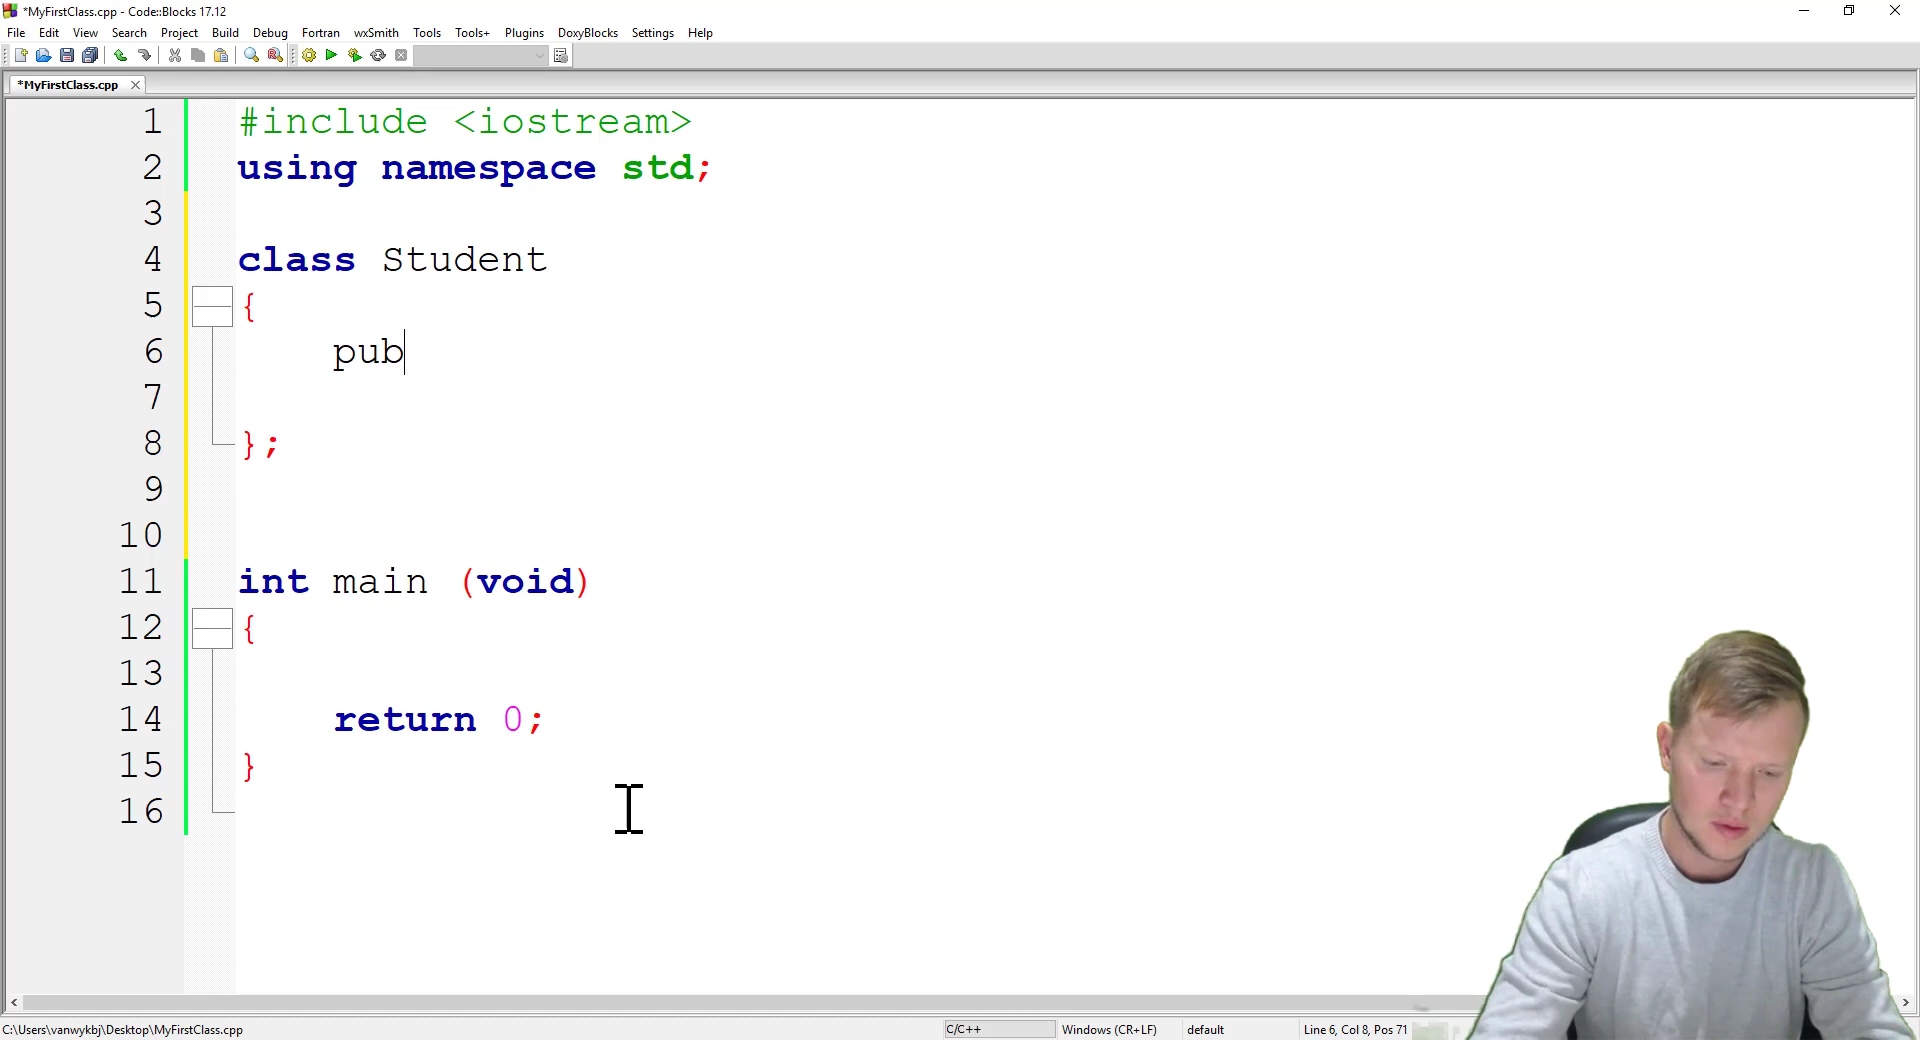 *MyFirstClass.cpp - Code::Blocks 17.12
File Edit View Search Project Build Debug Fortran wxSmith Tools Tools+ Plugins DoxyBlocks Settings Help
*MyFirstClass.cpp
1 #include <iostream>
2 using namespace std;
3
4 class Student
5 {
6 pub
7
8 };
9
10
11 int main (void)
12 {
13
14 return 0;
15 }
16
C:\Users\vanwykbj\Desktop\MyFirstClass.cpp C/C++ Windows (CR+LF) default Line 6, Col 8, Pos 71